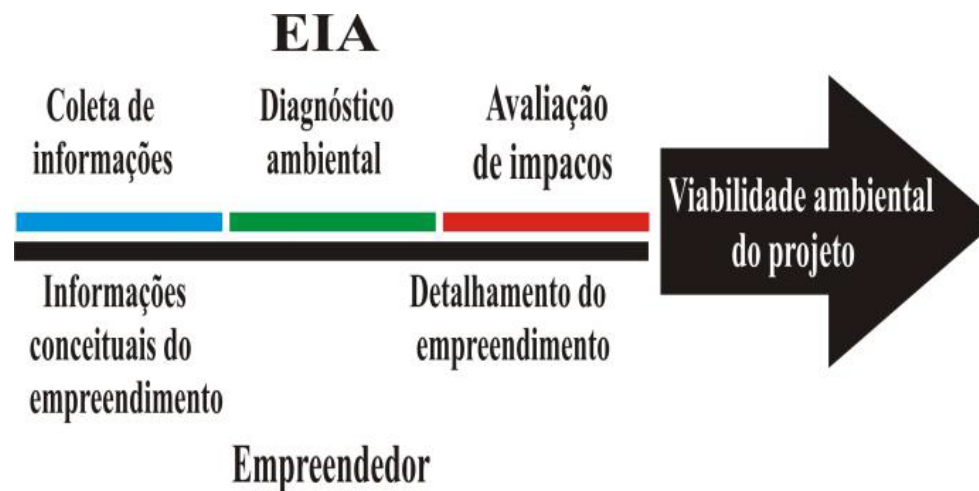 EIA
Coleta de
informações
Diagnóstico
ambiental
Avaliação
de impacos
Viabilidade ambiental
do projeto
Informações
conceituais do
empreendimento
Detalhamento do
empreendimento
Empreendedor